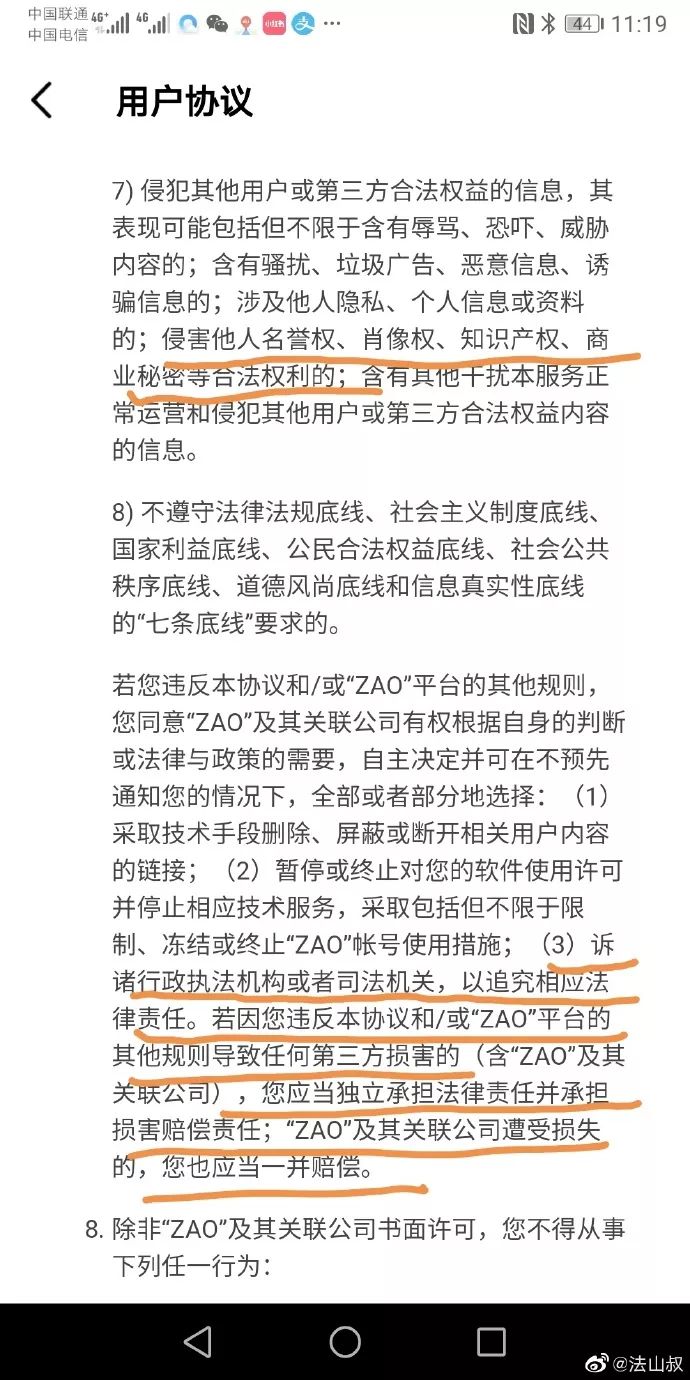 中国联通 4G+ 4G 44 11:19
中国电信
用户协议
7) 侵犯其他用户或第三方合法权益的信息，其
表现可能包括但不限于含有辱骂、恐吓、威胁
内容的；含有骚扰、垃圾广告、恶意信息、诱
骗信息的；涉及他人隐私、个人信息或资料
的；侵害他人名誉权、肖像权、知识产权、商
业秘密等合法权利的；含有其他干扰本服务正
常运营和侵犯其他用户或第三方合法权益内容
的信息。
8) 不遵守法律法规底线、社会主义制度底线、
国家利益底线、公民合法权益底线、社会公共
秩序底线、道德风尚底线和信息真实性底线
的“七条底线”要求的。
若您违反本协议和/或“ZAO”平台的其他规则，
您同意“ZAO”及其关联公司有权根据自身的判断
或法律与政策的需要，自主决定并可在不预先
通知您的情况下，全部或者部分地选择：（1）
采取技术手段删除、屏蔽或断开相关用户内容
的链接；（2）暂停或终止对您的软件使用许可
并停止相应技术服务，采取包括但不限于限
制、冻结或终止“ZAO”帐号使用措施；（3）诉
诸行政执法机构或者司法机关，以追究相应法
律责任。若因您违反本协议和/或“ZAO”平台的
其他规则导致任何第三方损害的（含“ZAO”及其
关联公司），您应当独立承担法律责任并承担
损害赔偿责任；“ZAO”及其关联公司遭受损失
的，您也应当一并赔偿。
8. 除非“ZAO”及其关联公司书面许可，您不得从事
下列任一行为：
@法山叔